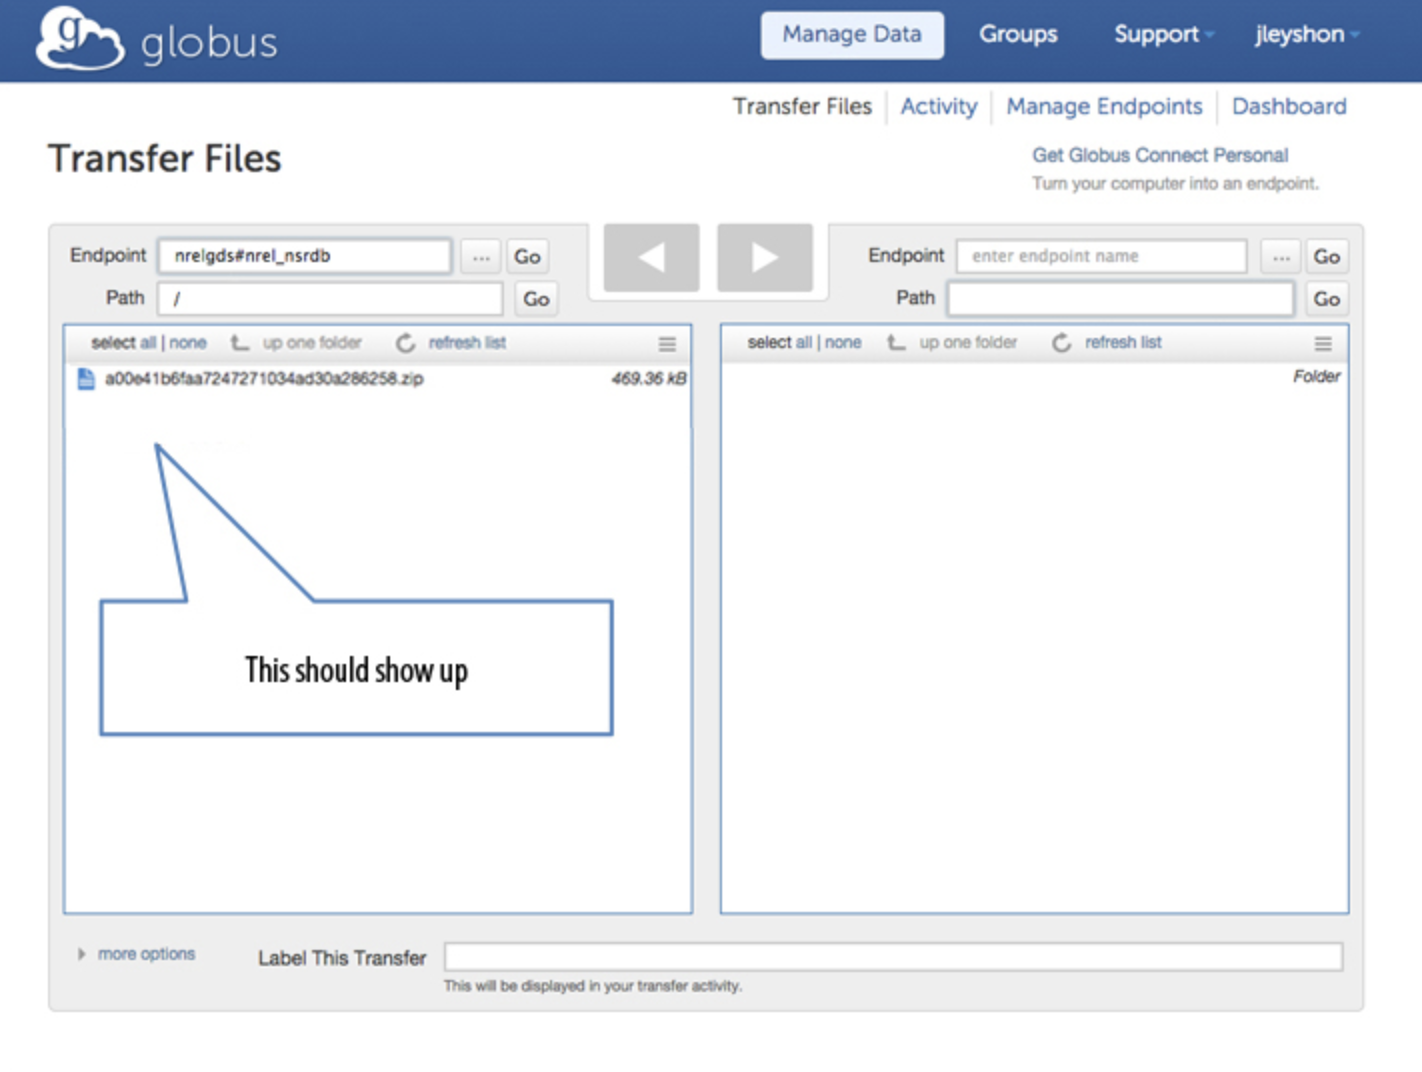 globus
Manage Data Groups Support jleyshon
Transfer Files Activity Manage Endpoints Dashboard
Transfer Files
Get Globus Connect Personal
Turn your computer into an endpoint.
Endpoint nrelgds#nrel_nsrdb ... Go
Path / Go
Endpoint enter endpoint name ... Go
Path Go
select all | none up one folder refresh list
a00e41b6faa7247271034ad30a286258.zip 469.36 kB
select all | none up one folder refresh list
Folder
This should show up
more options Label This Transfer
This will be displayed in your transfer activity.